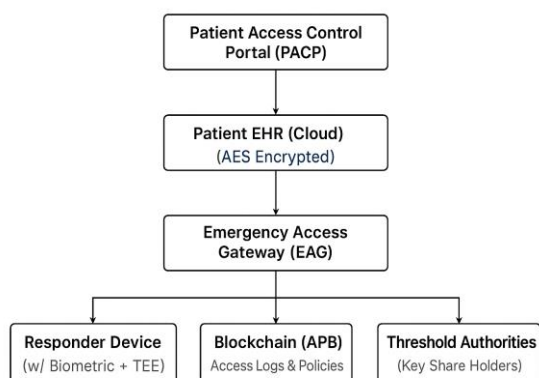 Patient Access Control
Portal (PACP)
Patient EHR (Cloud)
(AES Encrypted)
Emergency Access
Gateway (EAG)
Responder Device
(w/ Biometric + TEE)
Blockchain (APB)
Access Logs & Policies
Threshold Authorities
(Key Share Holders)